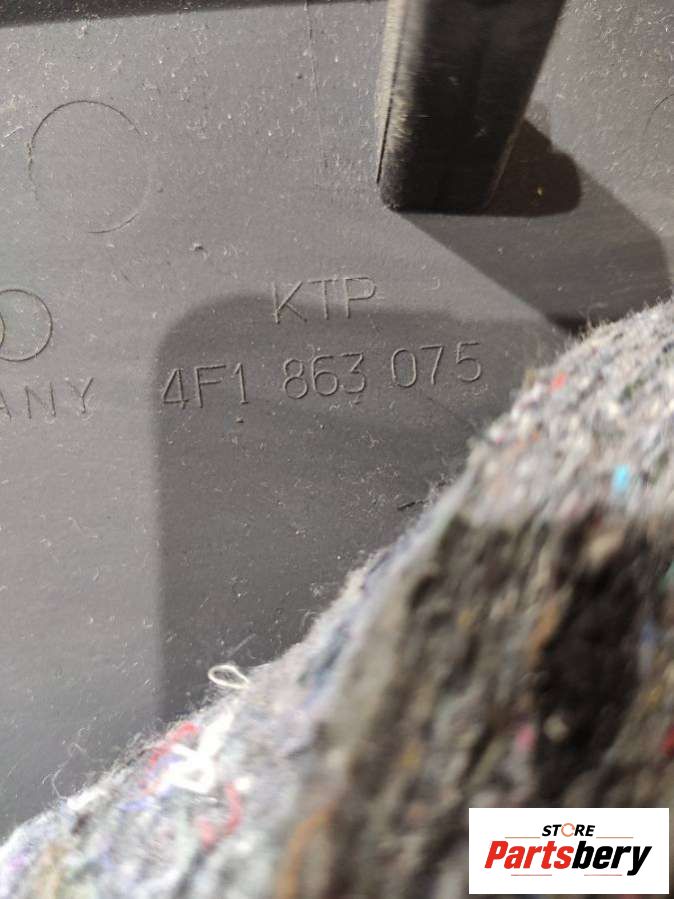 KTP
ANY 4F1 863 075
STORE
Partsbery